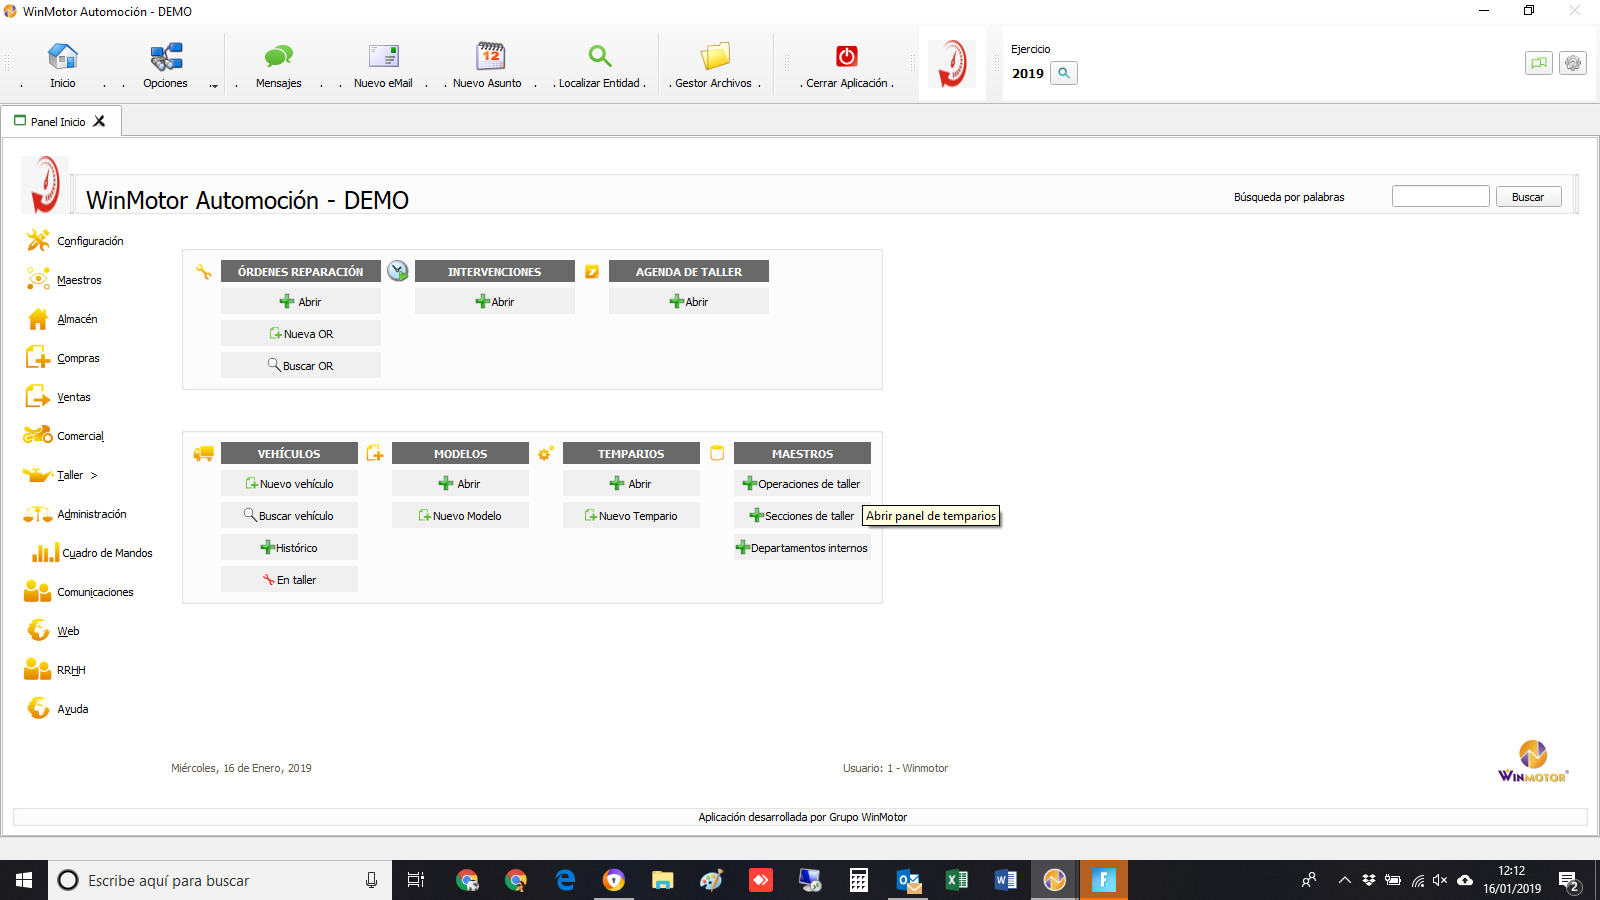 WinMotor Automoción - DEMO
Inicio
Opciones
Mensajes
Nuevo eMail
Nuevo Asunto
Localizar Entidad
Gestor Archivos
Cerrar Aplicación
Ejercicio
2019
Panel Inicio
WinMotor Automoción - DEMO
Búsqueda por palabras
Buscar
Configuración
Maestros
Almacén
Compras
Ventas
Comercial
Taller >
Administración
Cuadro de Mandos
Comunicaciones
Web
RRHH
Ayuda
ÓRDENES REPARACIÓN
Abrir
Nueva OR
Buscar OR
INTERVENCIONES
Abrir
AGENDA DE TALLER
Abrir
VEHÍCULOS
Nuevo vehículo
Buscar vehículo
Histórico
En taller
MODELOS
Abrir
Nuevo Modelo
TEMPARIOS
Abrir
Nuevo Tempario
MAESTROS
Operaciones de taller
Secciones de taller
Departamentos internos
Abrir panel de temparios
Miércoles, 16 de Enero, 2019
Usuario: 1 - Winmotor
WINMOTOR
Aplicación desarrollada por Grupo WinMotor
Escribe aquí para buscar
12:12
16/01/2019
2